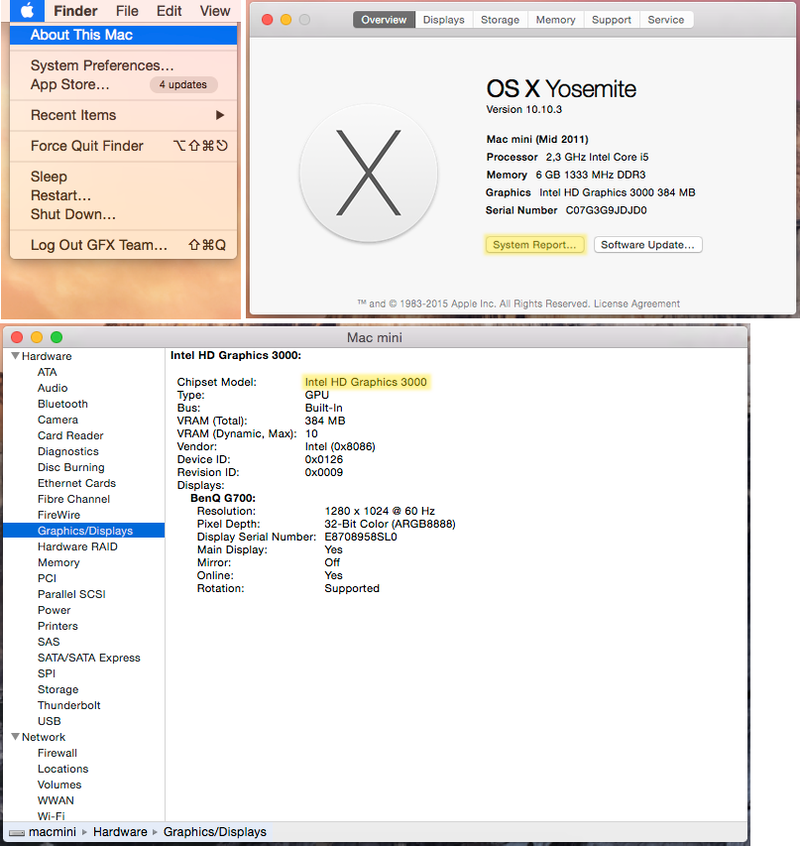 Finder File Edit View
About This Mac
System Preferences…
App Store… 4 updates
Recent Items ▶
Force Quit Finder ⌥⇧⌘⎋
Sleep
Restart…
Shut Down…
Log Out GFX Team… ⇧⌘Q
Overview Displays Storage Memory Support Service
OS X Yosemite
Version 10.10.3
Mac mini (Mid 2011)
Processor 2,3 GHz Intel Core i5
Memory 6 GB 1333 MHz DDR3
Graphics Intel HD Graphics 3000 384 MB
Serial Number C07G3G9JDJD0
System Report… Software Update…
™ and © 1983-2015 Apple Inc. All Rights Reserved. License Agreement
Mac mini
Hardware
ATA
Audio
Bluetooth
Camera
Card Reader
Diagnostics
Disc Burning
Ethernet Cards
Fibre Channel
FireWire
Graphics/Displays
Hardware RAID
Memory
PCI
Parallel SCSI
Power
Printers
SAS
SATA/SATA Express
SPI
Storage
Thunderbolt
USB
Network
Firewall
Locations
Volumes
WWAN
Wi-Fi
Intel HD Graphics 3000:
Chipset Model: Intel HD Graphics 3000
Type: GPU
Bus: Built-In
VRAM (Total): 384 MB
VRAM (Dynamic, Max): 10
Vendor: Intel (0x8086)
Device ID: 0x0126
Revision ID: 0x0009
Displays:
BenQ G700:
Resolution: 1280 x 1024 @ 60 Hz
Pixel Depth: 32-Bit Color (ARGB8888)
Display Serial Number: E8708958SL0
Main Display: Yes
Mirror: Off
Online: Yes
Rotation: Supported
macmini ▸ Hardware ▸ Graphics/Displays